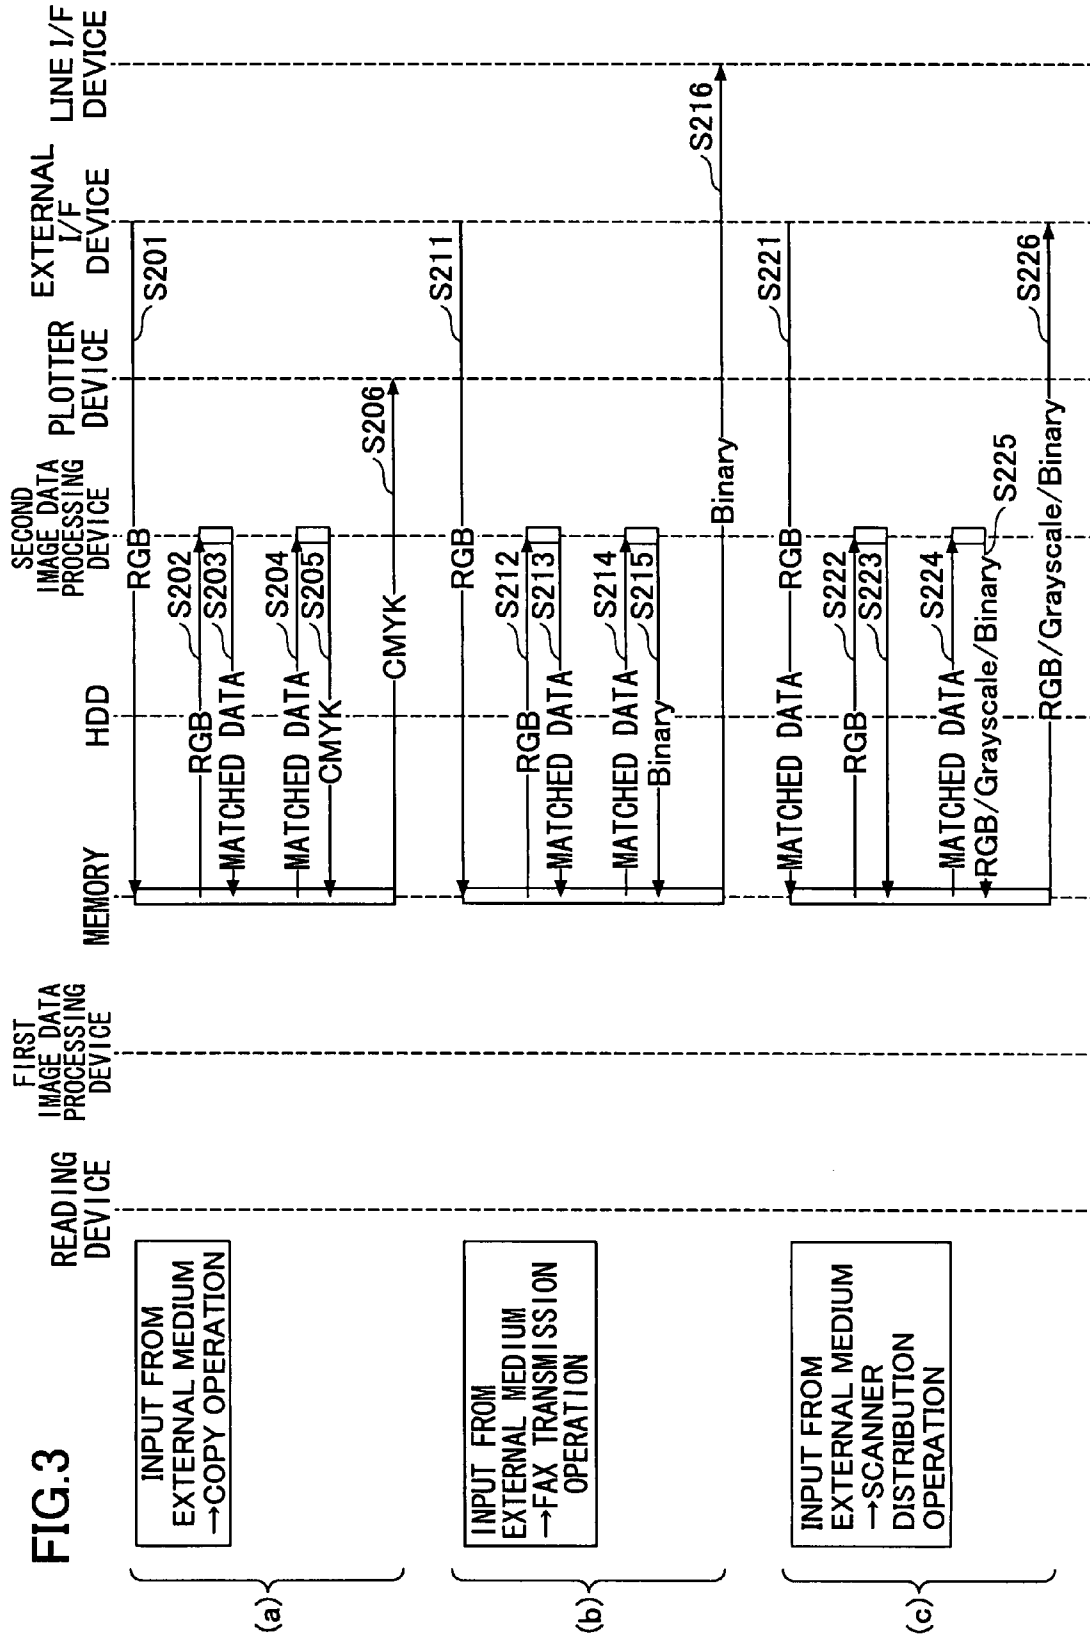 FIG.3
READING
DEVICE
FIRST
IMAGE DATA
PROCESSING
DEVICE
MEMORY
HDD
SECOND
IMAGE DATA
PROCESSING
DEVICE
PLOTTER
DEVICE
EXTERNAL
I/F
DEVICE
LINE I/F
DEVICE
(a)
INPUT FROM
EXTERNAL MEDIUM
→COPY OPERATION
RGB
S201
RGB
S202
MATCHED DATA
S203
MATCHED DATA
S204
CMYK
S205
CMYK
S206
(b)
INPUT FROM
EXTERNAL MEDIUM
→FAX TRANSMISSION
OPERATION
RGB
S211
RGB
S212
MATCHED DATA
S213
MATCHED DATA
S214
Binary
S215
Binary
S216
(c)
INPUT FROM
EXTERNAL MEDIUM
→SCANNER
DISTRIBUTION
OPERATION
MATCHED DATA
RGB
S221
RGB
S222
S223
MATCHED DATA
S224
RGB/Grayscale/Binary
S225
RGB/Grayscale/Binary
S226